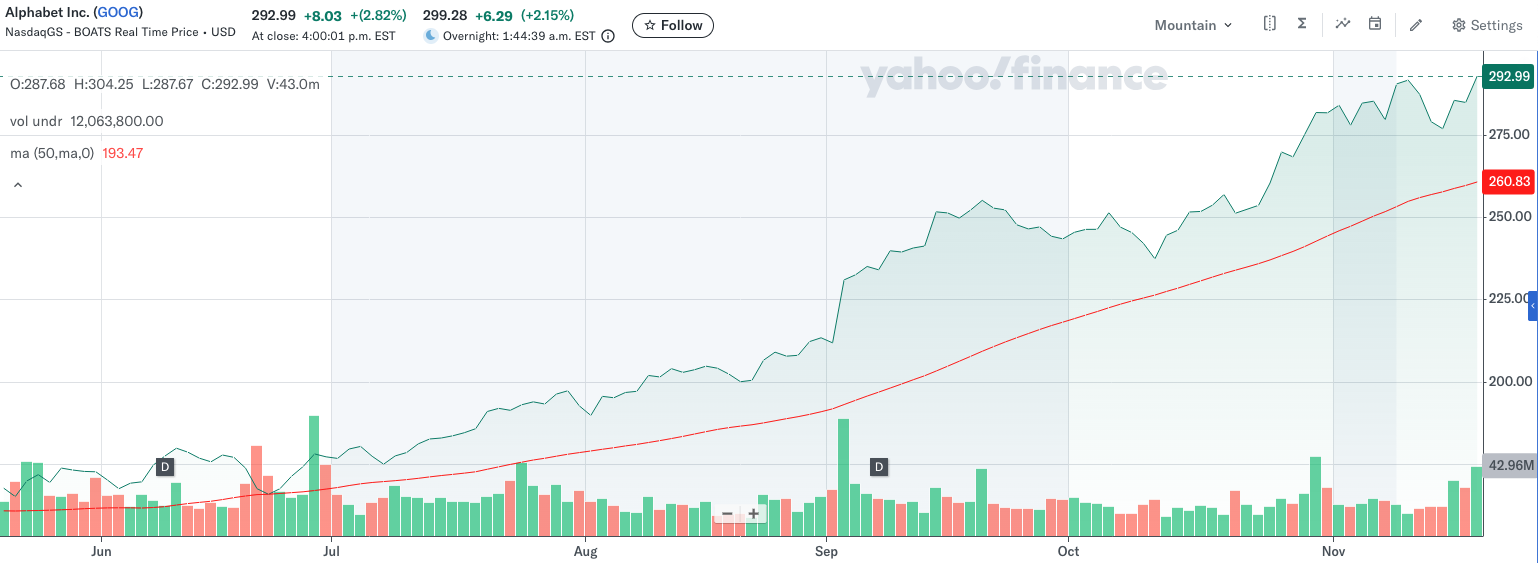 Alphabet Inc. (GOOG)
NasdaqGS - BOATS Real Time Price • USD
292.99 +8.03 +(2.82%)
At close: 4:00:01 p.m. EST
299.28 +6.29 (+2.15%)
Overnight: 1:44:39 a.m. EST
Follow
Mountain
Σ
Settings
yahoo!finance
O:287.68 H:304.25 L:287.67 C:292.99 V:43.0m
vol undr 12,063,800.00
ma (50,ma,0) 193.47
292.99
275.00
260.83
250.00
225.00
200.00
42.96M
D
D
− +
Jun Jul Aug Sep Oct Nov